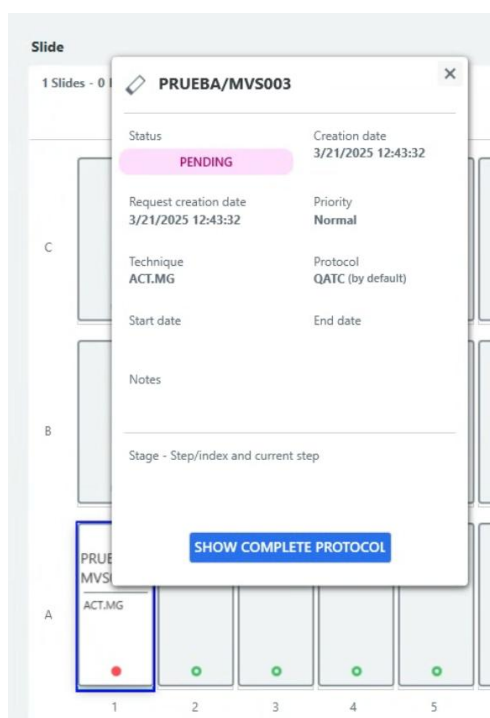 Slide
1 Slides - 0
PRUEBA/MVS003
Status
Creation date
PENDING
3/21/2025 12:43:32
Request creation date
Priority
3/21/2025 12:43:32
Normal
Technique
Protocol
ACT.MG
QATC (by default)
Start date
End date
Notes
Stage - Step/index and current step
SHOW COMPLETE PROTOCOL
C
B
A
ACT.MG
1 2 3 4 5